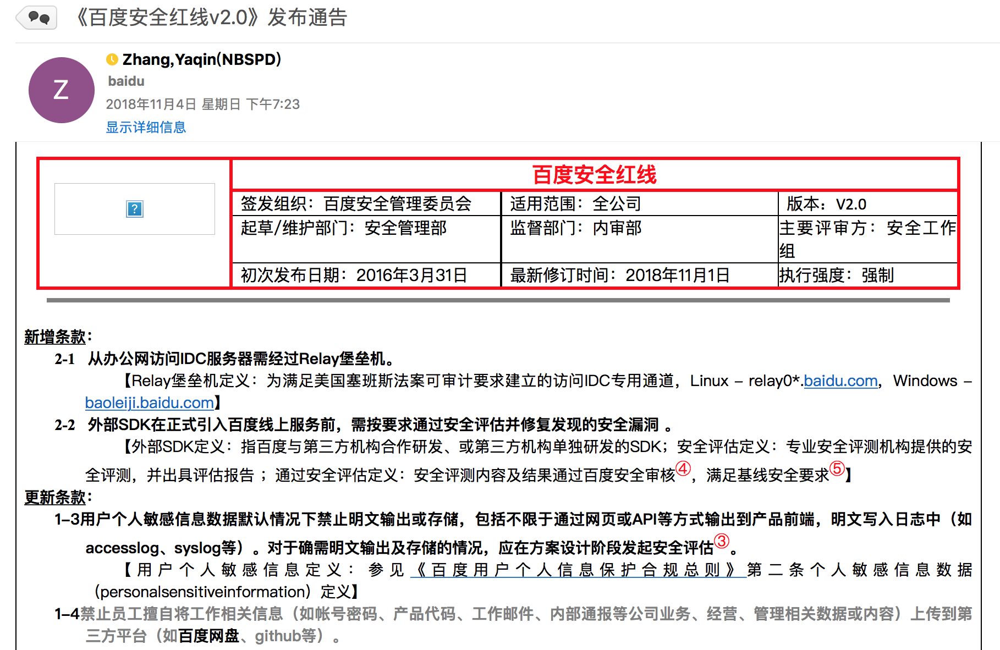 《百度安全红线v2.0》发布通告
Z
Zhang,Yaqin(NBSPD)
baidu
2018年11月4日 星期日 下午7:23
显示详细信息
?
百度安全红线
签发组织：百度安全管理委员会 适用范围：全公司 版本：V2.0
起草/维护部门：安全管理部 监督部门：内审部 主要评审方：安全工作
组
初次发布日期：2016年3月31日 最新修订时间：2018年11月1日 执行强度：强制
新增条款：
2-1 从办公网访问IDC服务器需经过Relay堡垒机。
【Relay堡垒机定义：为满足美国塞班斯法案可审计要求建立的访问IDC专用通道，Linux – relay0*.baidu.com，Windows –
baoleiji.baidu.com】
2-2 外部SDK在正式引入百度线上服务前，需按要求通过安全评估并修复发现的安全漏洞 。
【外部SDK定义：指百度与第三方机构合作研发、或第三方机构单独研发的SDK；安全评估定义：专业安全评测机构提供的安
全评测，并出具评估报告 ；通过安全评估定义：安全评测内容及结果通过百度安全审核④，满足基线安全要求⑤】
更新条款：
1–3用户个人敏感信息数据默认情况下禁止明文输出或存储，包括不限于通过网页或API等方式输出到产品前端，明文写入日志中（如
accesslog、syslog等）。对于确需明文输出及存储的情况，应在方案设计阶段发起安全评估③。
【用户个人敏感信息定义：参见《百度用户个人信息保护合规总则》第二条个人敏感信息数据
（personalsensitiveinformation）定义】
1–4禁止员工擅自将工作相关信息（如帐号密码、产品代码、工作邮件、内部通报等公司业务、经营、管理相关数据或内容）上传到第
三方平台（如百度网盘、github等）。